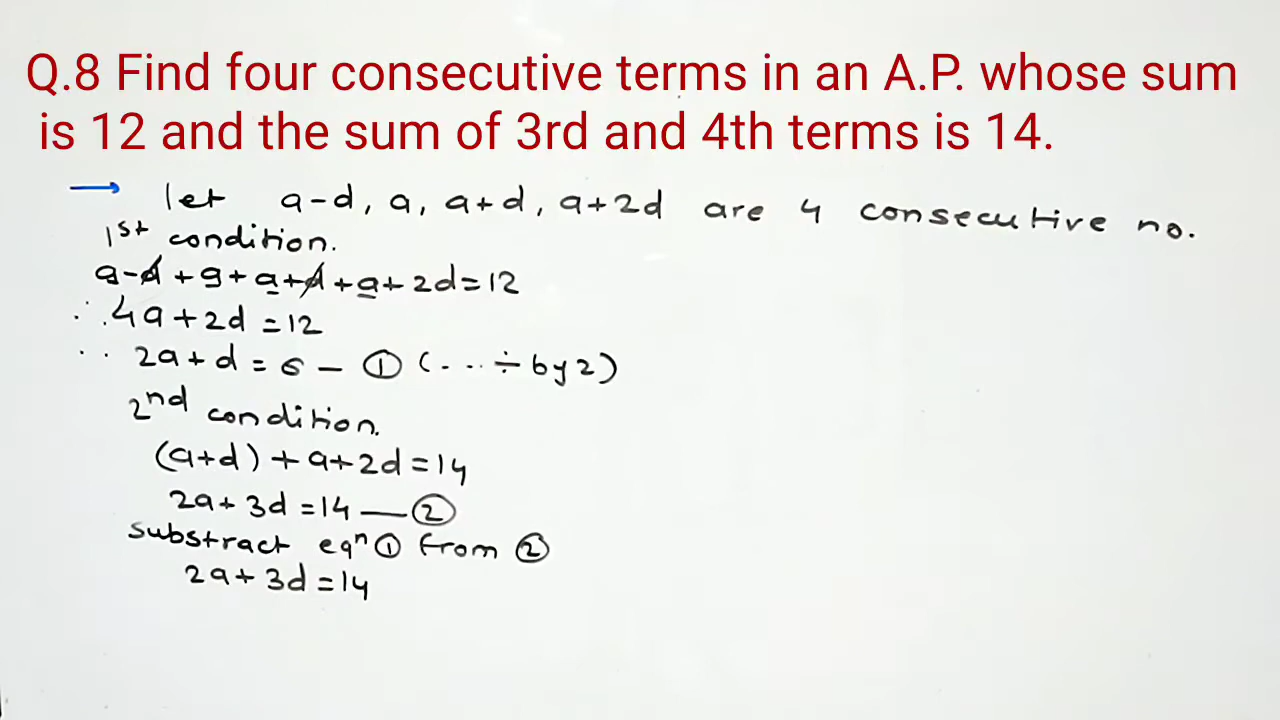 Q.8 Find four consecutive terms in an A.P. whose sum
is 12 and the sum of 3rd and 4th terms is 14.
→ let a-d, a, a+d, a+2d are 4 consecutive no.
1st condition.
a-d + a + a+d + a+2d=12
∴ 4a+2d=12
∴ 2a+d=6 — ① (... ÷ by 2)
2nd condition.
(a+d)+a+2d=14
2a+3d=14 — ②
substract eqn ① from ②
2a+3d=14